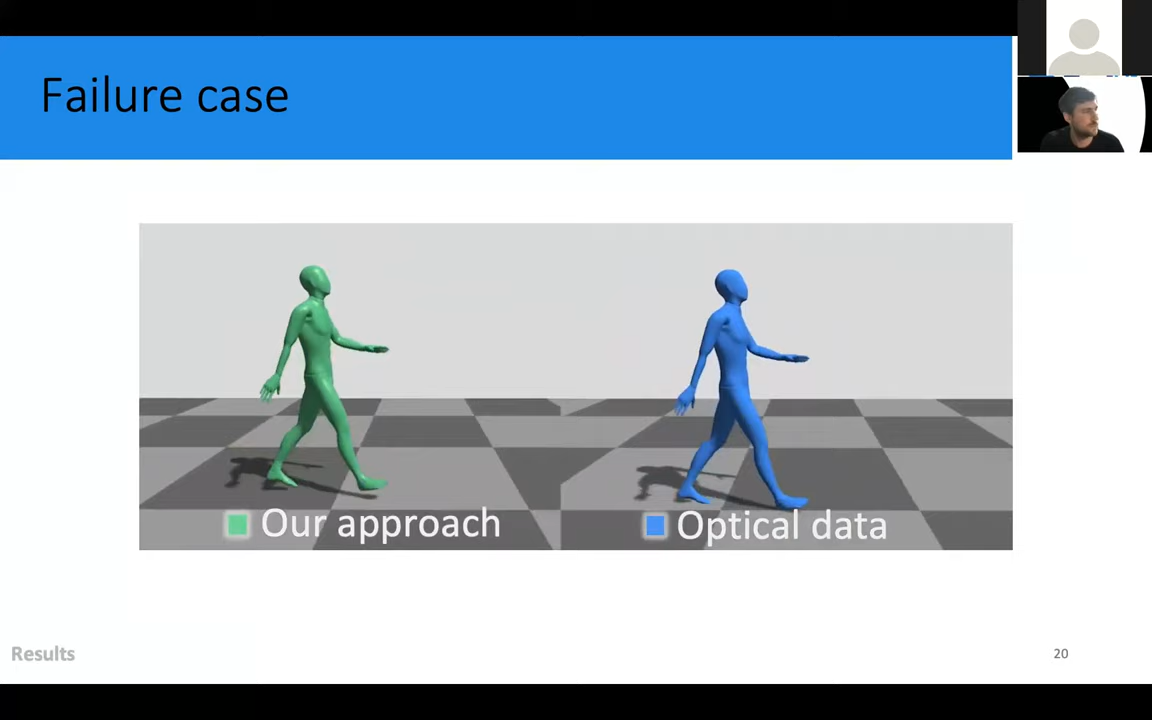 Failure case
Our approach
Optical data
Results
20